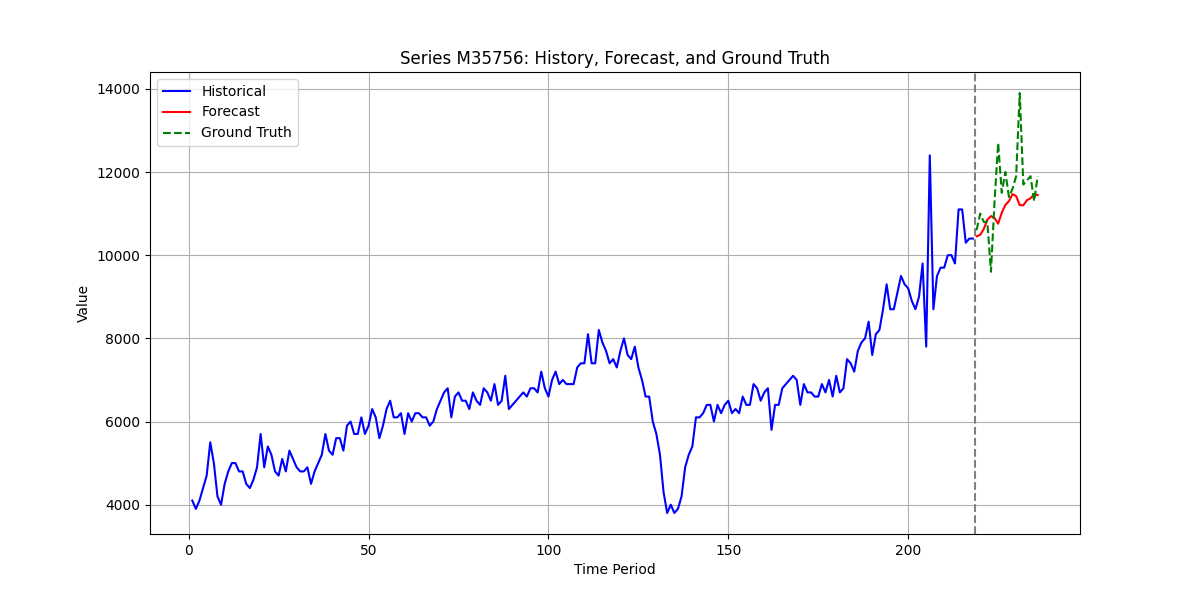 Series M35756: History, Forecast, and Ground Truth
Historical
Forecast
Ground Truth
14000
12000
10000
8000
6000
4000
Value
0
50
100
150
200
Time Period